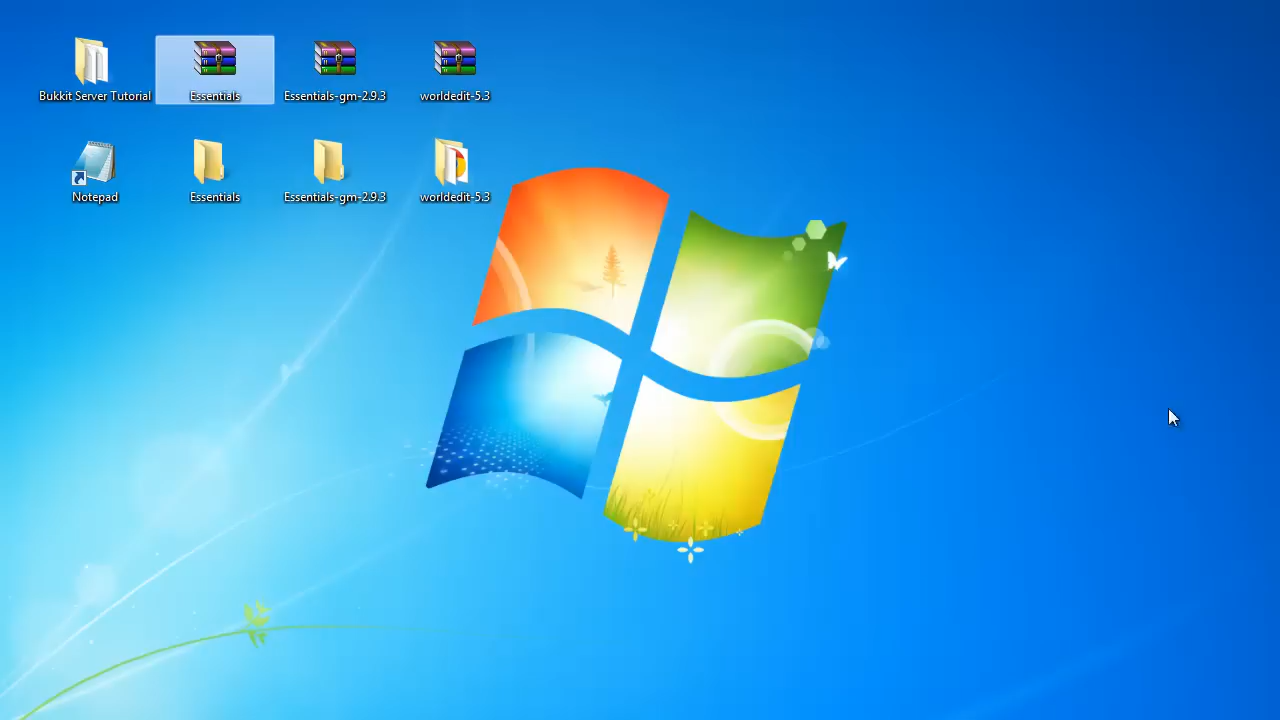 Bukkit Server Tutorial
Essentials
Essentials-gm-2.9.3
worldedit-5.3
Notepad
Essentials
Essentials-gm-2.9.3
worldedit-5.3